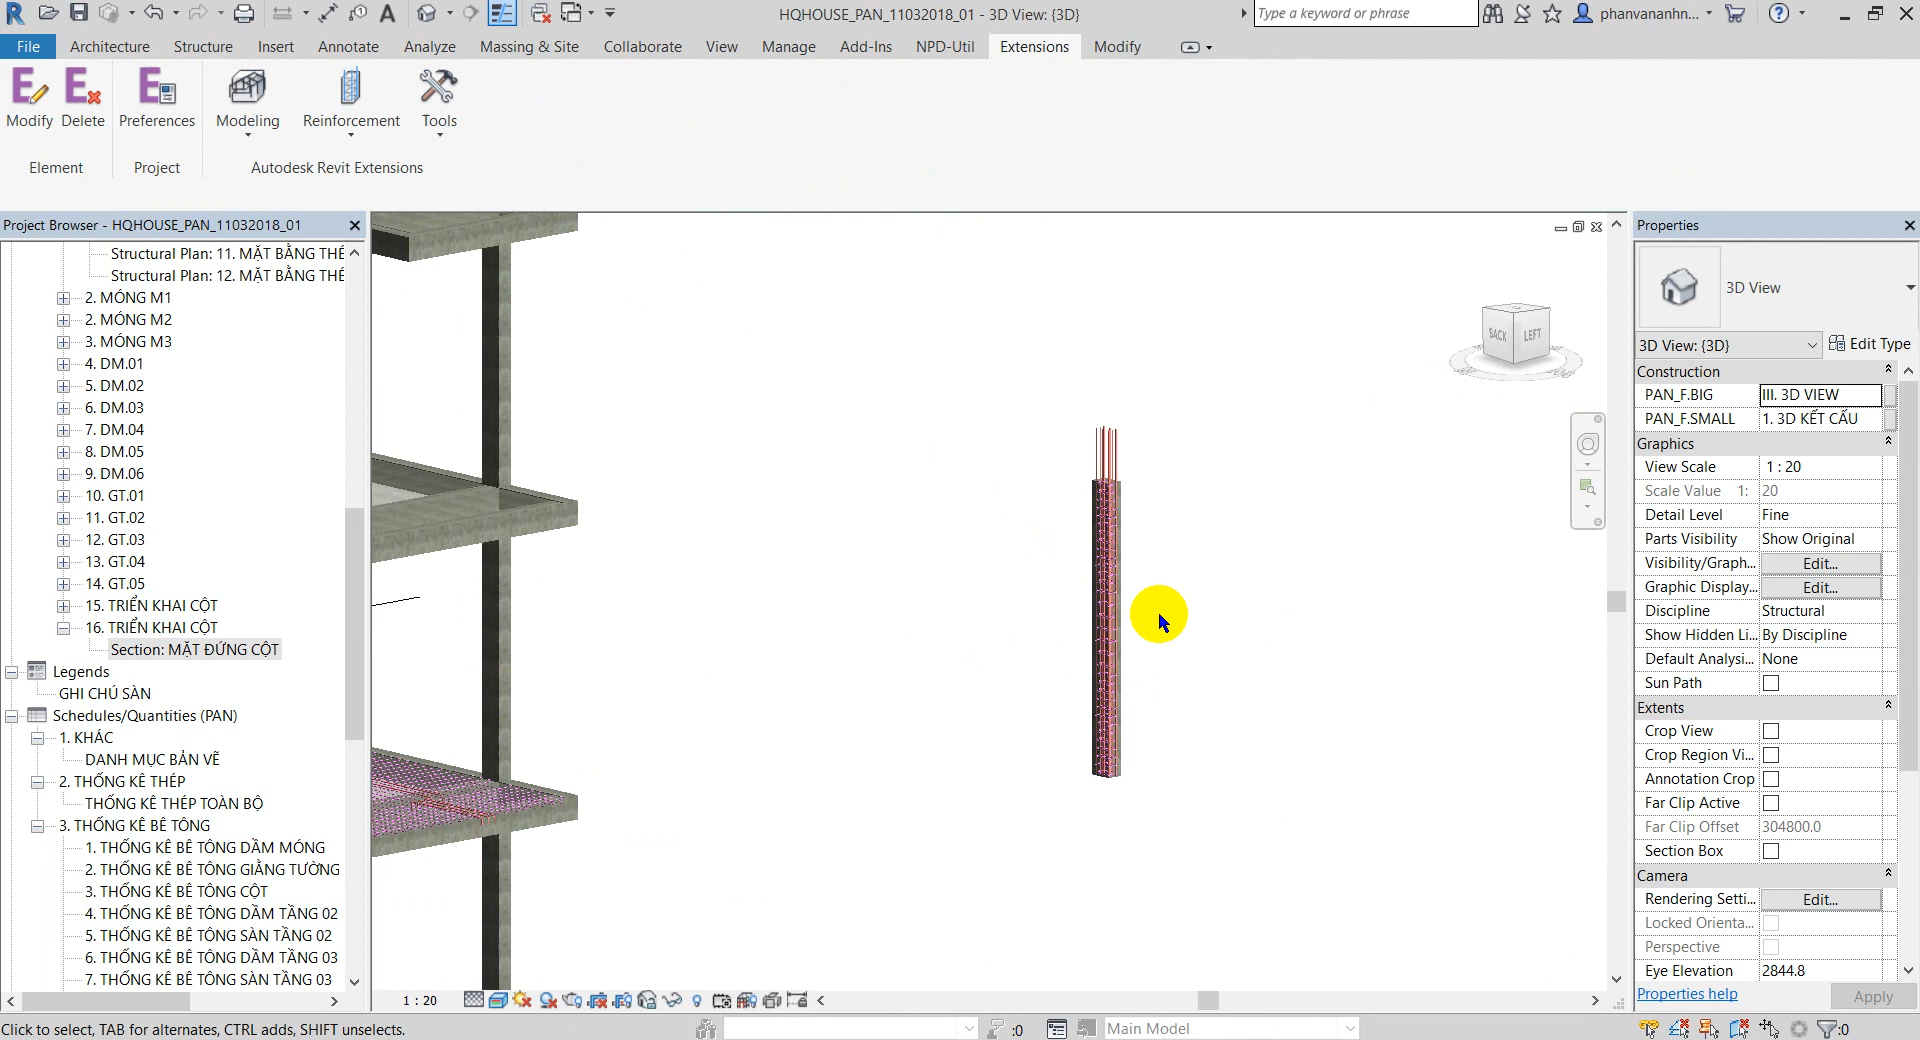 HQHOUSE_PAN_11032018_01 - 3D View: {3D}
Type a keyword or phrase
phanvananhn...
File Architecture Structure Insert Annotate Analyze Massing & Site Collaborate View Manage Add-Ins NPD-Util Extensions Modify
Modify Delete Preferences Modeling Reinforcement Tools
Element Project Autodesk Revit Extensions
Project Browser - HQHOUSE_PAN_11032018_01
Structural Plan: 11. MẶT BẰNG THÉ
Structural Plan: 12. MẶT BẰNG THÉ
2. MÓNG M1
2. MÓNG M2
3. MÓNG M3
4. DM.01
5. DM.02
6. DM.03
7. DM.04
8. DM.05
9. DM.06
10. GT.01
11. GT.02
12. GT.03
13. GT.04
14. GT.05
15. TRIỂN KHAI CỘT
16. TRIỂN KHAI CỘT
Section: MẶT ĐỨNG CỘT
Legends
GHI CHÚ SÀN
Schedules/Quantities (PAN)
1. KHÁC
DANH MỤC BẢN VẼ
2. THỐNG KÊ THÉP
THỐNG KÊ THÉP TOÀN BỘ
3. THỐNG KÊ BÊ TÔNG
1. THỐNG KÊ BÊ TÔNG DẦM MÓNG
2. THỐNG KÊ BÊ TÔNG GIẰNG TƯỜNG
3. THỐNG KÊ BÊ TÔNG CỘT
4. THỐNG KÊ BÊ TÔNG DẦM TẦNG 02
5. THỐNG KÊ BÊ TÔNG SÀN TẦNG 02
6. THỐNG KÊ BÊ TÔNG DẦM TẦNG 03
7. THỐNG KÊ BÊ TÔNG SÀN TẦNG 03
BACK LEFT
1 : 20
Properties
3D View
3D View: {3D} Edit Type
Construction
PAN_F.BIG III. 3D VIEW
PAN_F.SMALL 1. 3D KẾT CẤU
Graphics
View Scale 1 : 20
Scale Value 1: 20
Detail Level Fine
Parts Visibility Show Original
Visibility/Graph... Edit...
Graphic Display... Edit...
Discipline Structural
Show Hidden Li... By Discipline
Default Analysi... None
Sun Path
Extents
Crop View
Crop Region Vi...
Annotation Crop
Far Clip Active
Far Clip Offset 304800.0
Section Box
Camera
Rendering Setti... Edit...
Locked Orienta...
Perspective
Eye Elevation 2844.8
Properties help Apply
Click to select, TAB for alternates, CTRL adds, SHIFT unselects.
:0
Main Model
:0